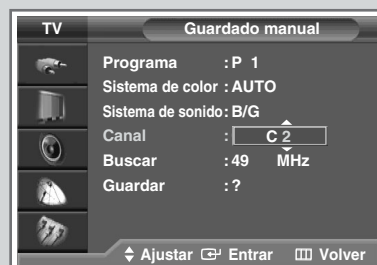 TV Guardado manual
Programa : P 1
Sistema de color : AUTO
Sistema de sonido : B/G
Canal : C 2
Buscar : 49 MHz
Guardar : ?
Ajustar Entrar Volver